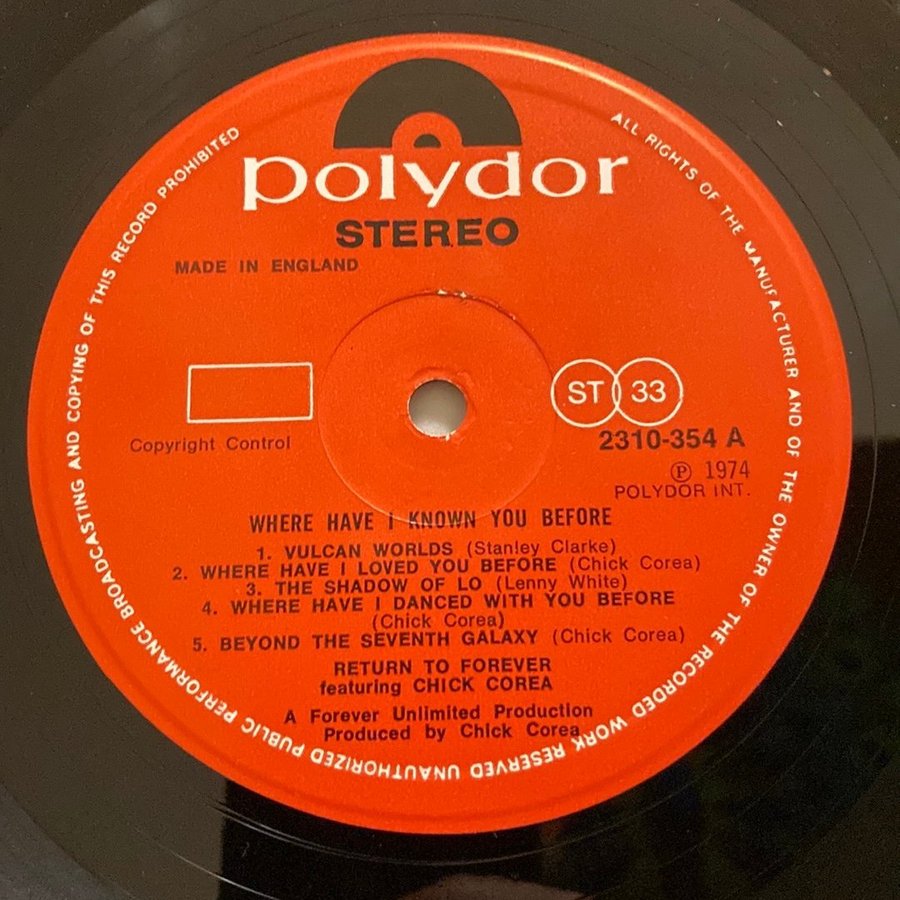 polydor
STEREO
MADE IN ENGLAND
ST 33
Copyright Control
2310-354 A
℗ 1974
POLYDOR INT.
WHERE HAVE I KNOWN YOU BEFORE
1. VULCAN WORLDS (Stanley Clarke)
2. WHERE HAVE I LOVED YOU BEFORE (Chick Corea)
3. THE SHADOW OF LO (Lenny White)
4. WHERE HAVE I DANCED WITH YOU BEFORE
(Chick Corea)
5. BEYOND THE SEVENTH GALAXY (Chick Corea)
RETURN TO FOREVER
featuring CHICK COREA
A Forever Unlimited Production
Produced by Chick Corea
ALL RIGHTS OF THE MANUFACTURER AND OF THE OWNER OF THE RECORDED WORK RESERVED UNAUTHORIZED PUBLIC PERFORMANCE BROADCASTING AND COPYING OF THIS RECORD PROHIBITED